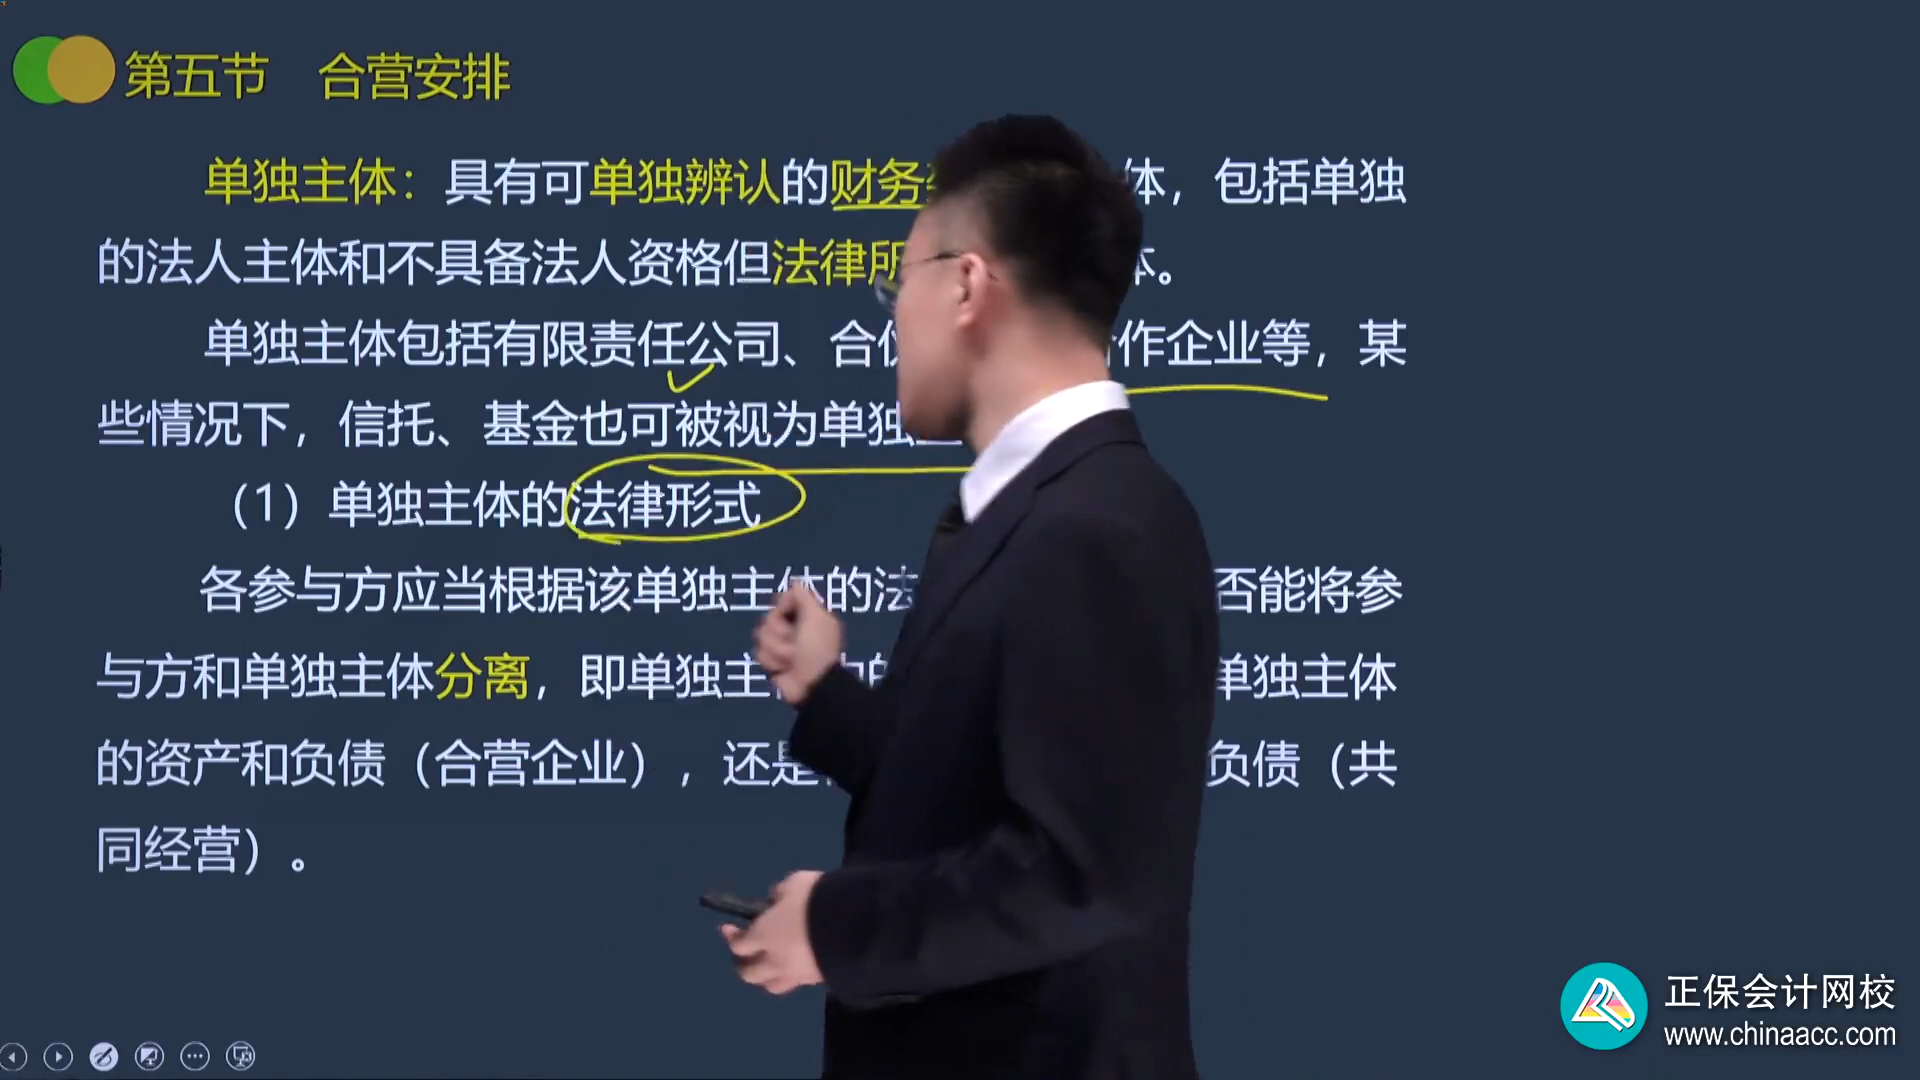 第五节 合营安排
单独主体：具有可单独辨认的财务 体，包括单独
的法人主体和不具备法人资格但法律所 体。
单独主体包括有限责任公司、合伙 合作企业等，某
些情况下，信托、基金也可被视为单独主
（1）单独主体的法律形式
各参与方应当根据该单独主体的法 否能将参
与方和单独主体分离，即单独主 单独主体
的资产和负债（合营企业），还是 负债（共
同经营）。
正保会计网校
www.chinaacc.com